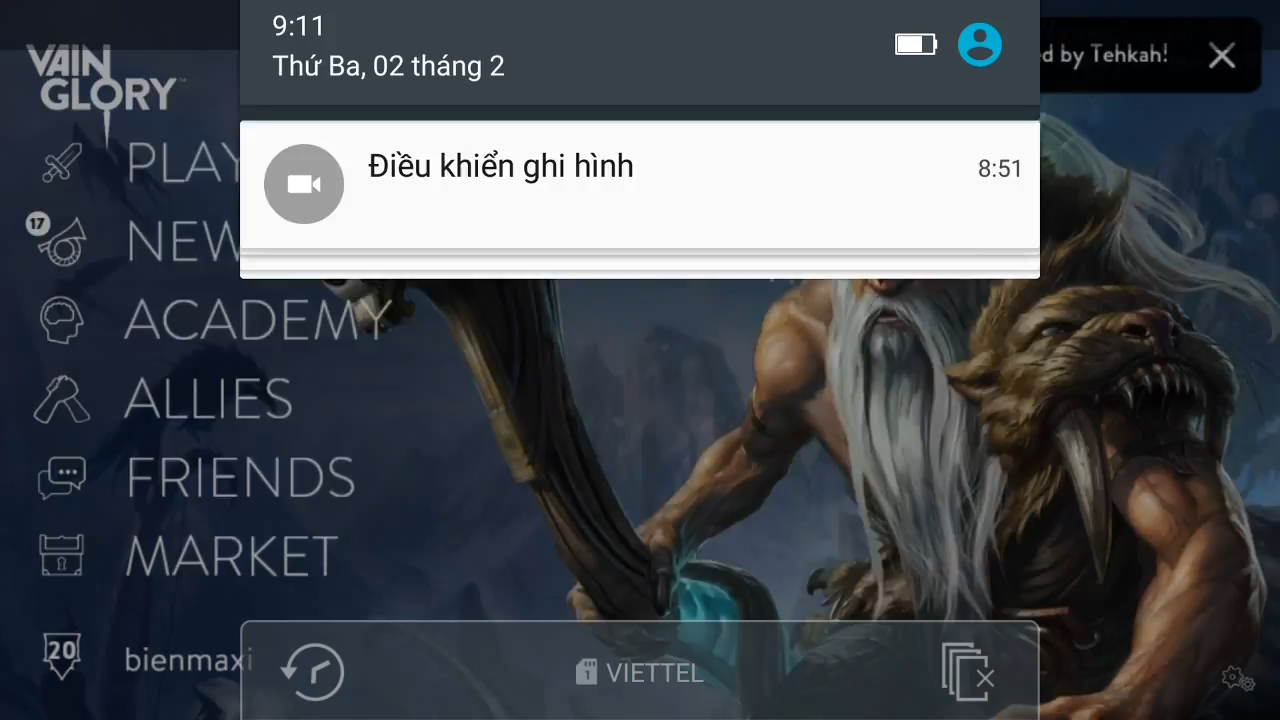 9:11
Thứ Ba, 02 tháng 2
by Tehkah!
VAIN
GLORY
Điều khiển ghi hình
8:51
PLAY
17
NEW
ACADEMY
ALLIES
FRIENDS
MARKET
20
bienmaxi
1
VIETTEL